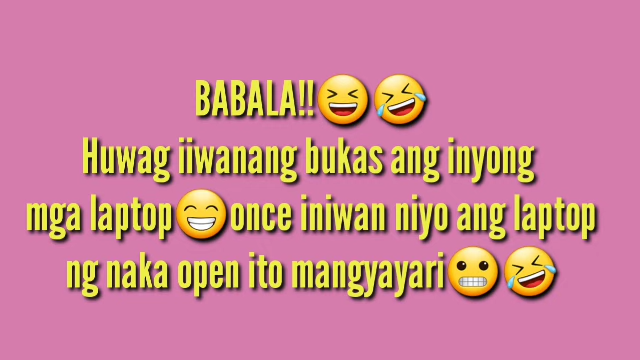 BABALA!!😆🤣
Huwag iiwanang bukas ang inyong
mga laptop😁once iniwan niyo ang laptop
ng naka open ito mangyayari😬🤣